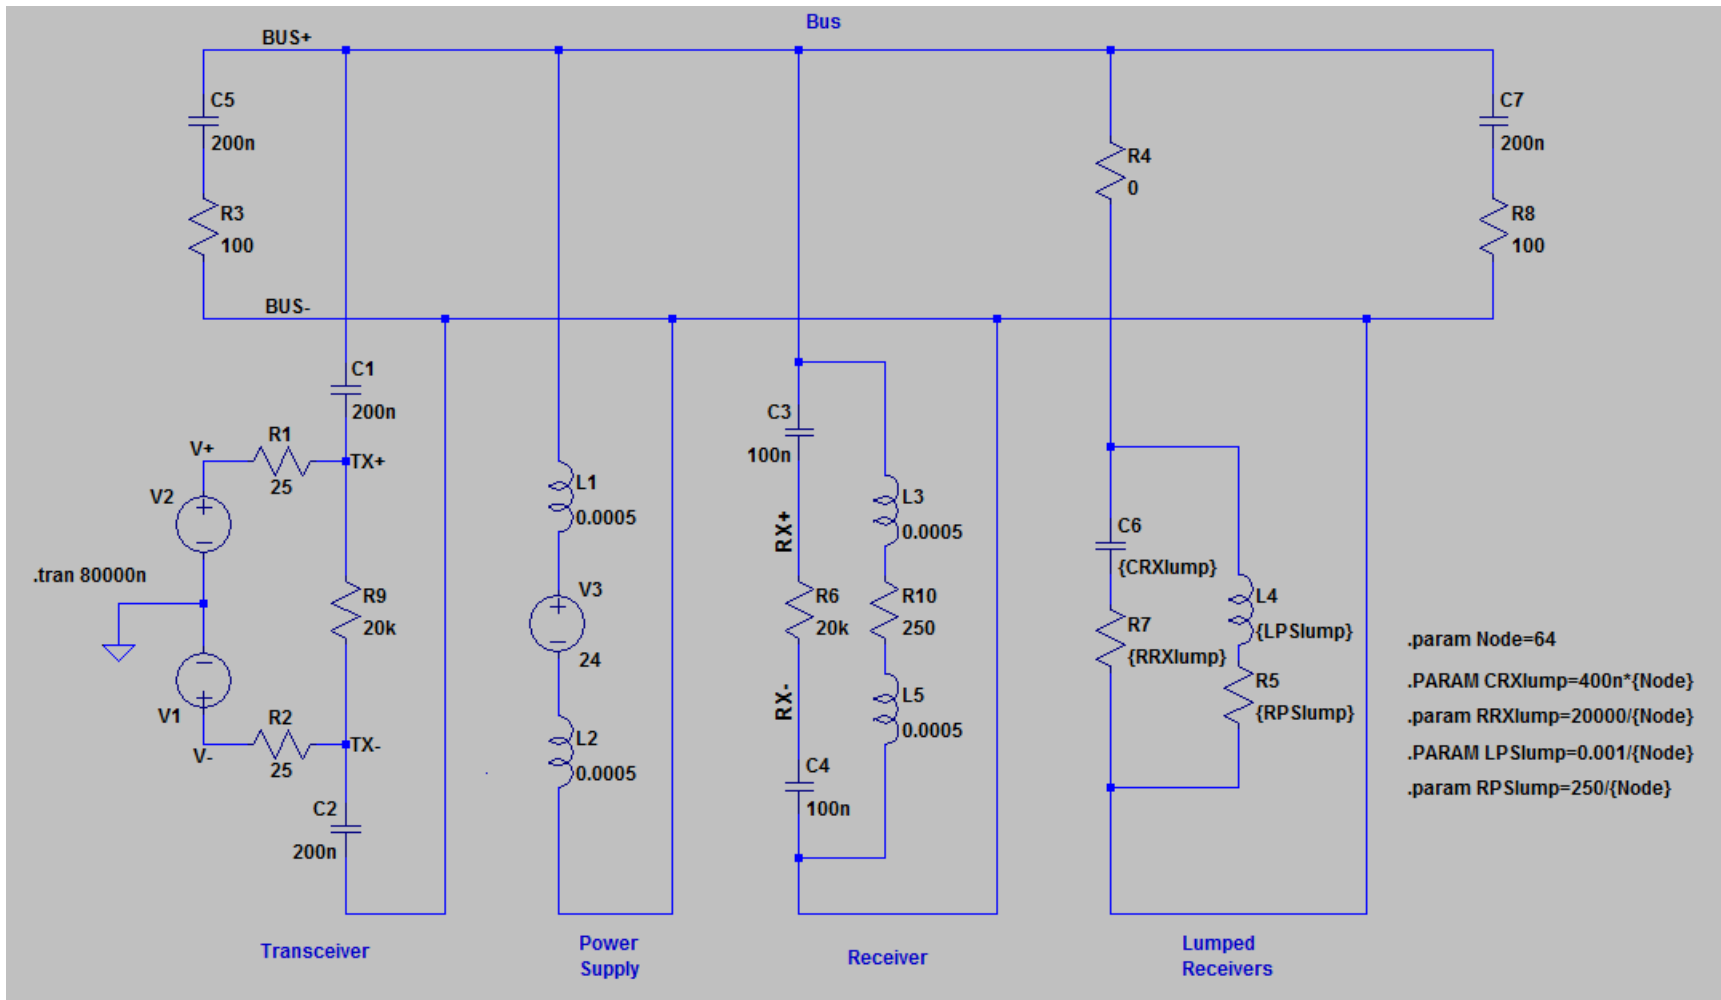 Bus
BUS+
C5
200n
C7
200n
R4
0
R3
100
R8
100
BUS-
C1
200n
C3
100n
R1
25
V+
TX+
V2
L1
0.0005
L3
0.0005
RX+
C6
{CRXlump}
.tran 80000n
V3
24
R9
20k
R6
20k
R10
250
L4
{LPSlump}
R7
{RRXlump}
R5
{RPSlump}
.param Node=64
.PARAM CRXlump=400n*{Node}
.param RRXlump=20000/{Node}
.PARAM LPSlump=0.001/{Node}
.param RPSlump=250/{Node}
V1
V-
R2
25
TX-
RX-
L5
0.0005
L2
0.0005
C4
100n
C2
200n
Transceiver
Power
Supply
Receiver
Lumped
Receivers